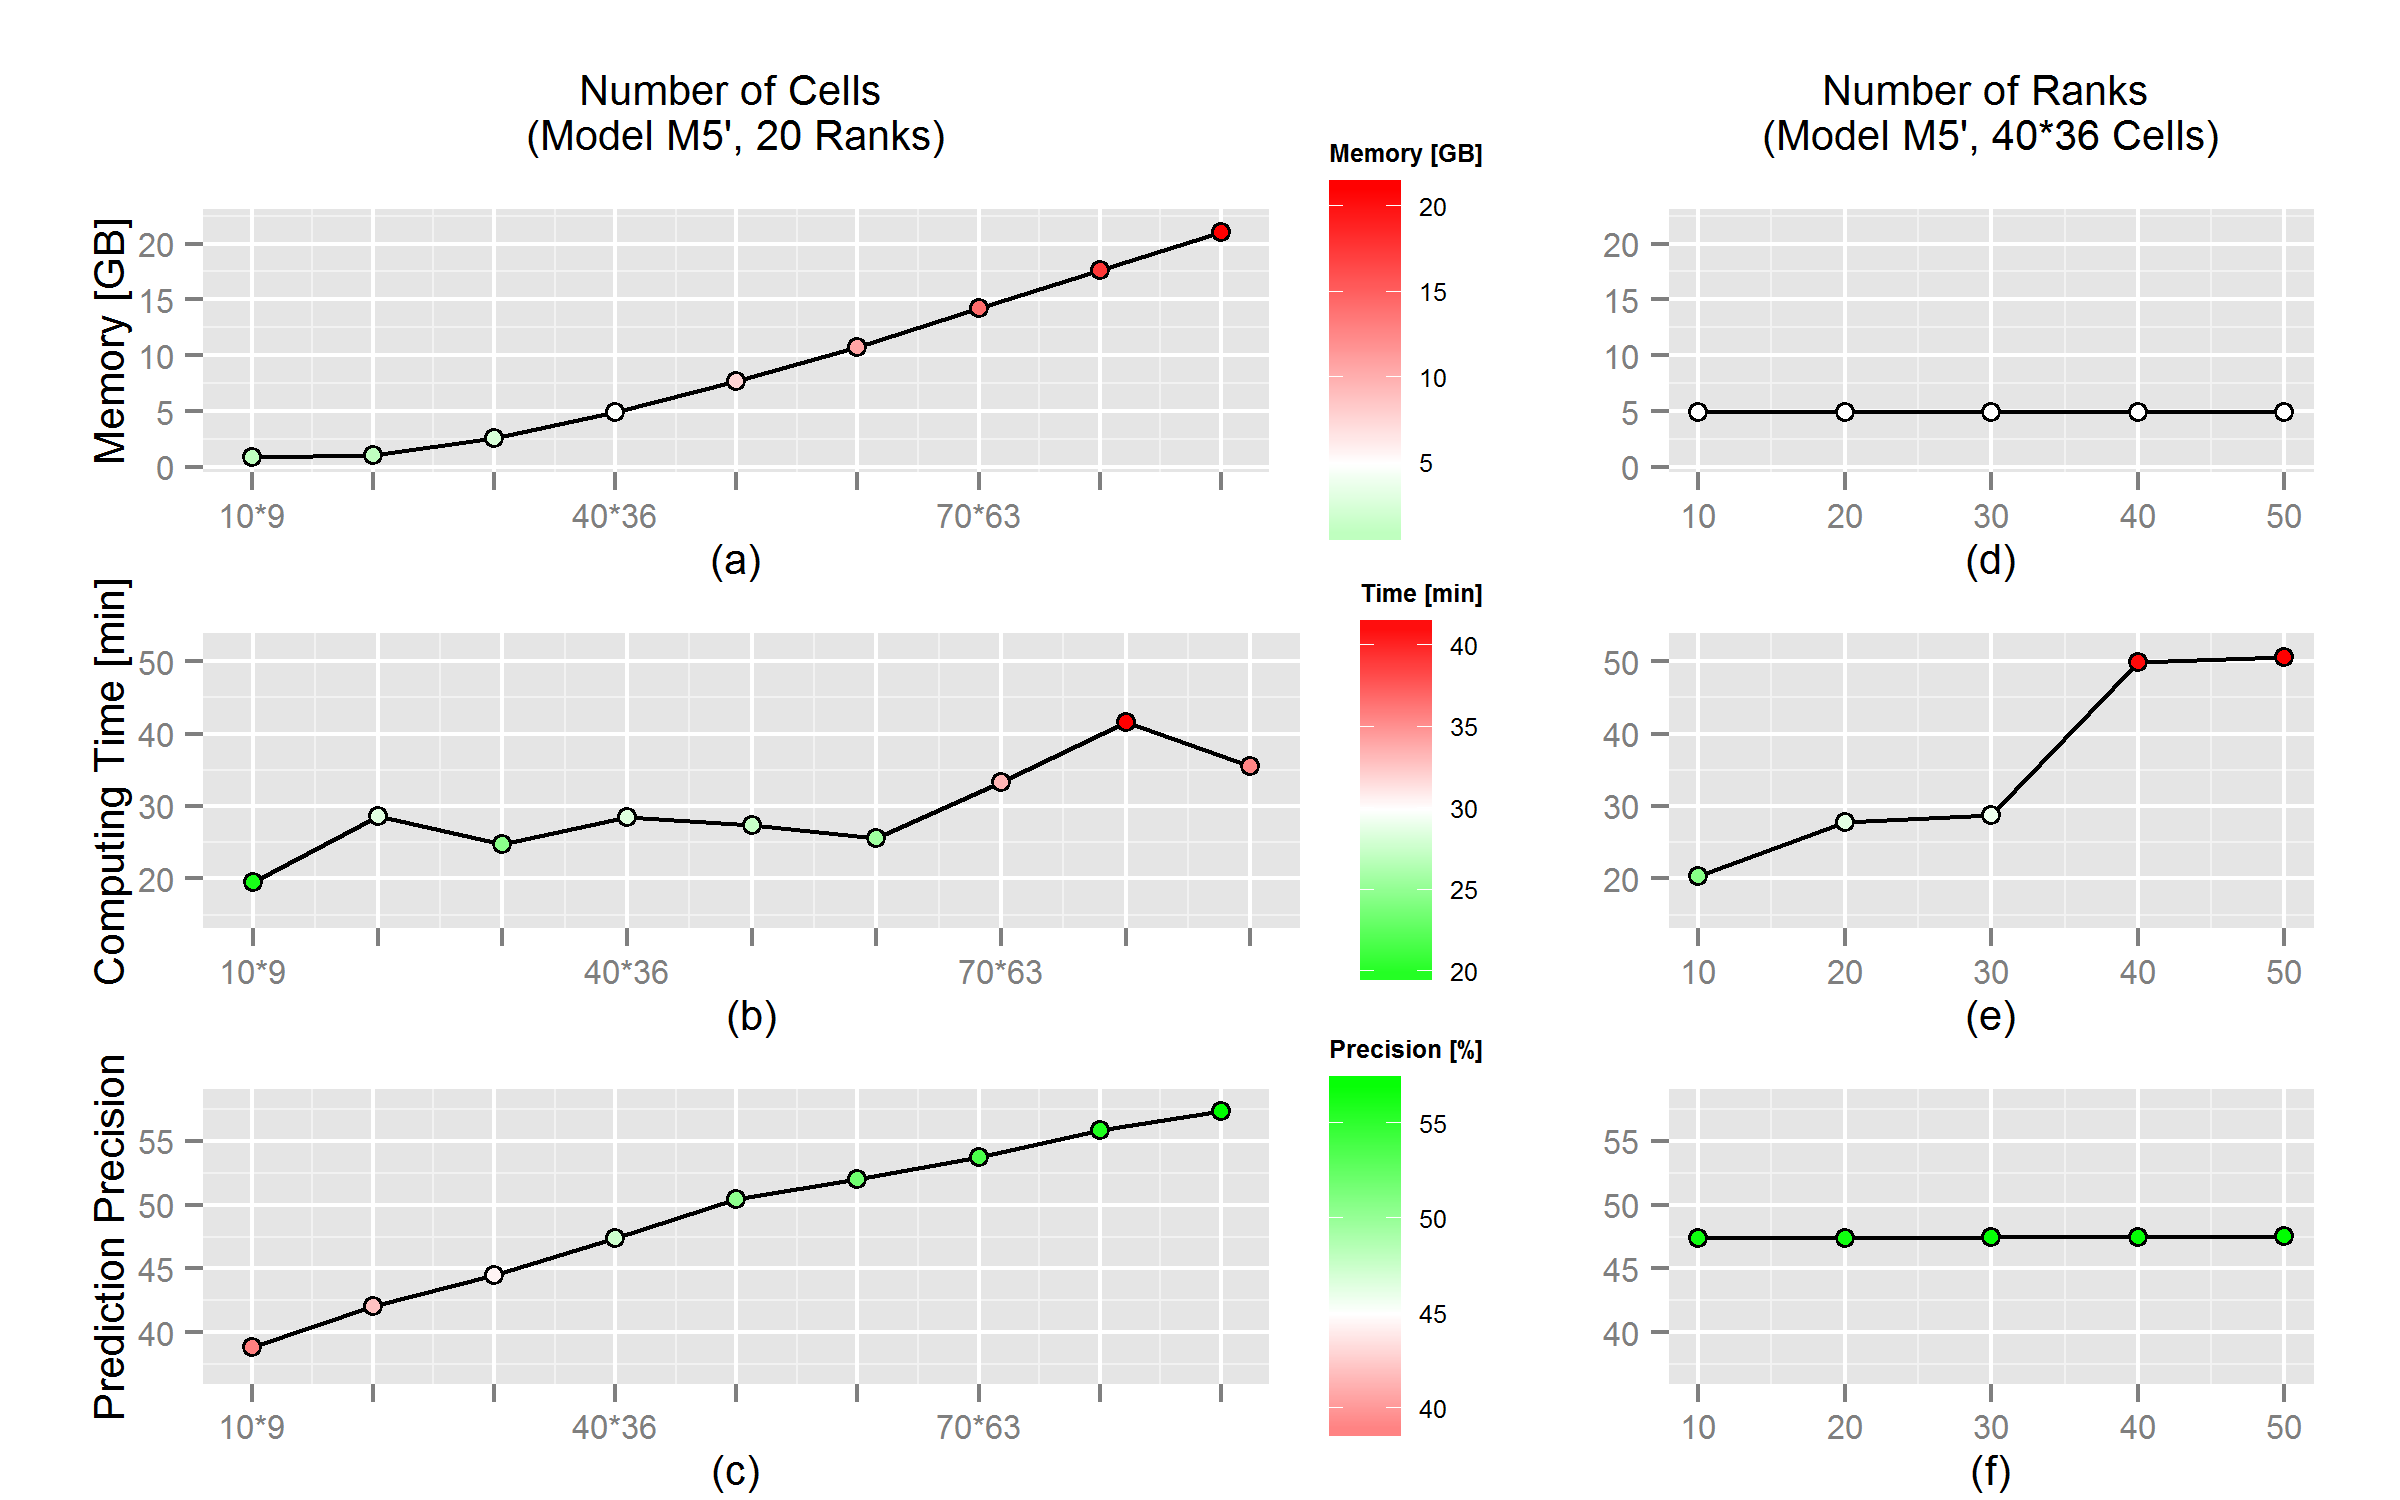 Number of Cells
(Model M5', 20 Ranks)
Number of Ranks
(Model M5', 40*36 Cells)
Memory [GB]
20
15
10
5
0
10*9 40*36 70*63
(a)
Memory [GB]
20
15
10
5
20
15
10
5
0
10 20 30 40 50
(d)
Computing Time [min]
50
40
30
20
10*9 40*36 70*63
(b)
Time [min]
40
35
30
25
20
50
40
30
20
10 20 30 40 50
(e)
Prediction Precision
55
50
45
40
10*9 40*36 70*63
(c)
Precision [%]
55
50
45
40
55
50
45
40
10 20 30 40 50
(f)